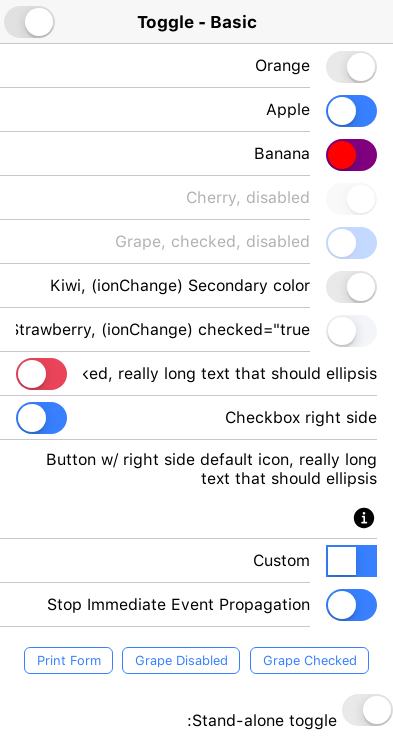 Toggle - Basic
Orange
Apple
Banana
Cherry, disabled
Grape, checked, disabled
Kiwi, (ionChange) Secondary color
Strawberry, (ionChange) checked="true
ked, really long text that should ellipsis
Checkbox right side
Button w/ right side default icon, really long
text that should ellipsis
Custom
Stop Immediate Event Propagation
Print Form Grape Disabled Grape Checked
:Stand-alone toggle